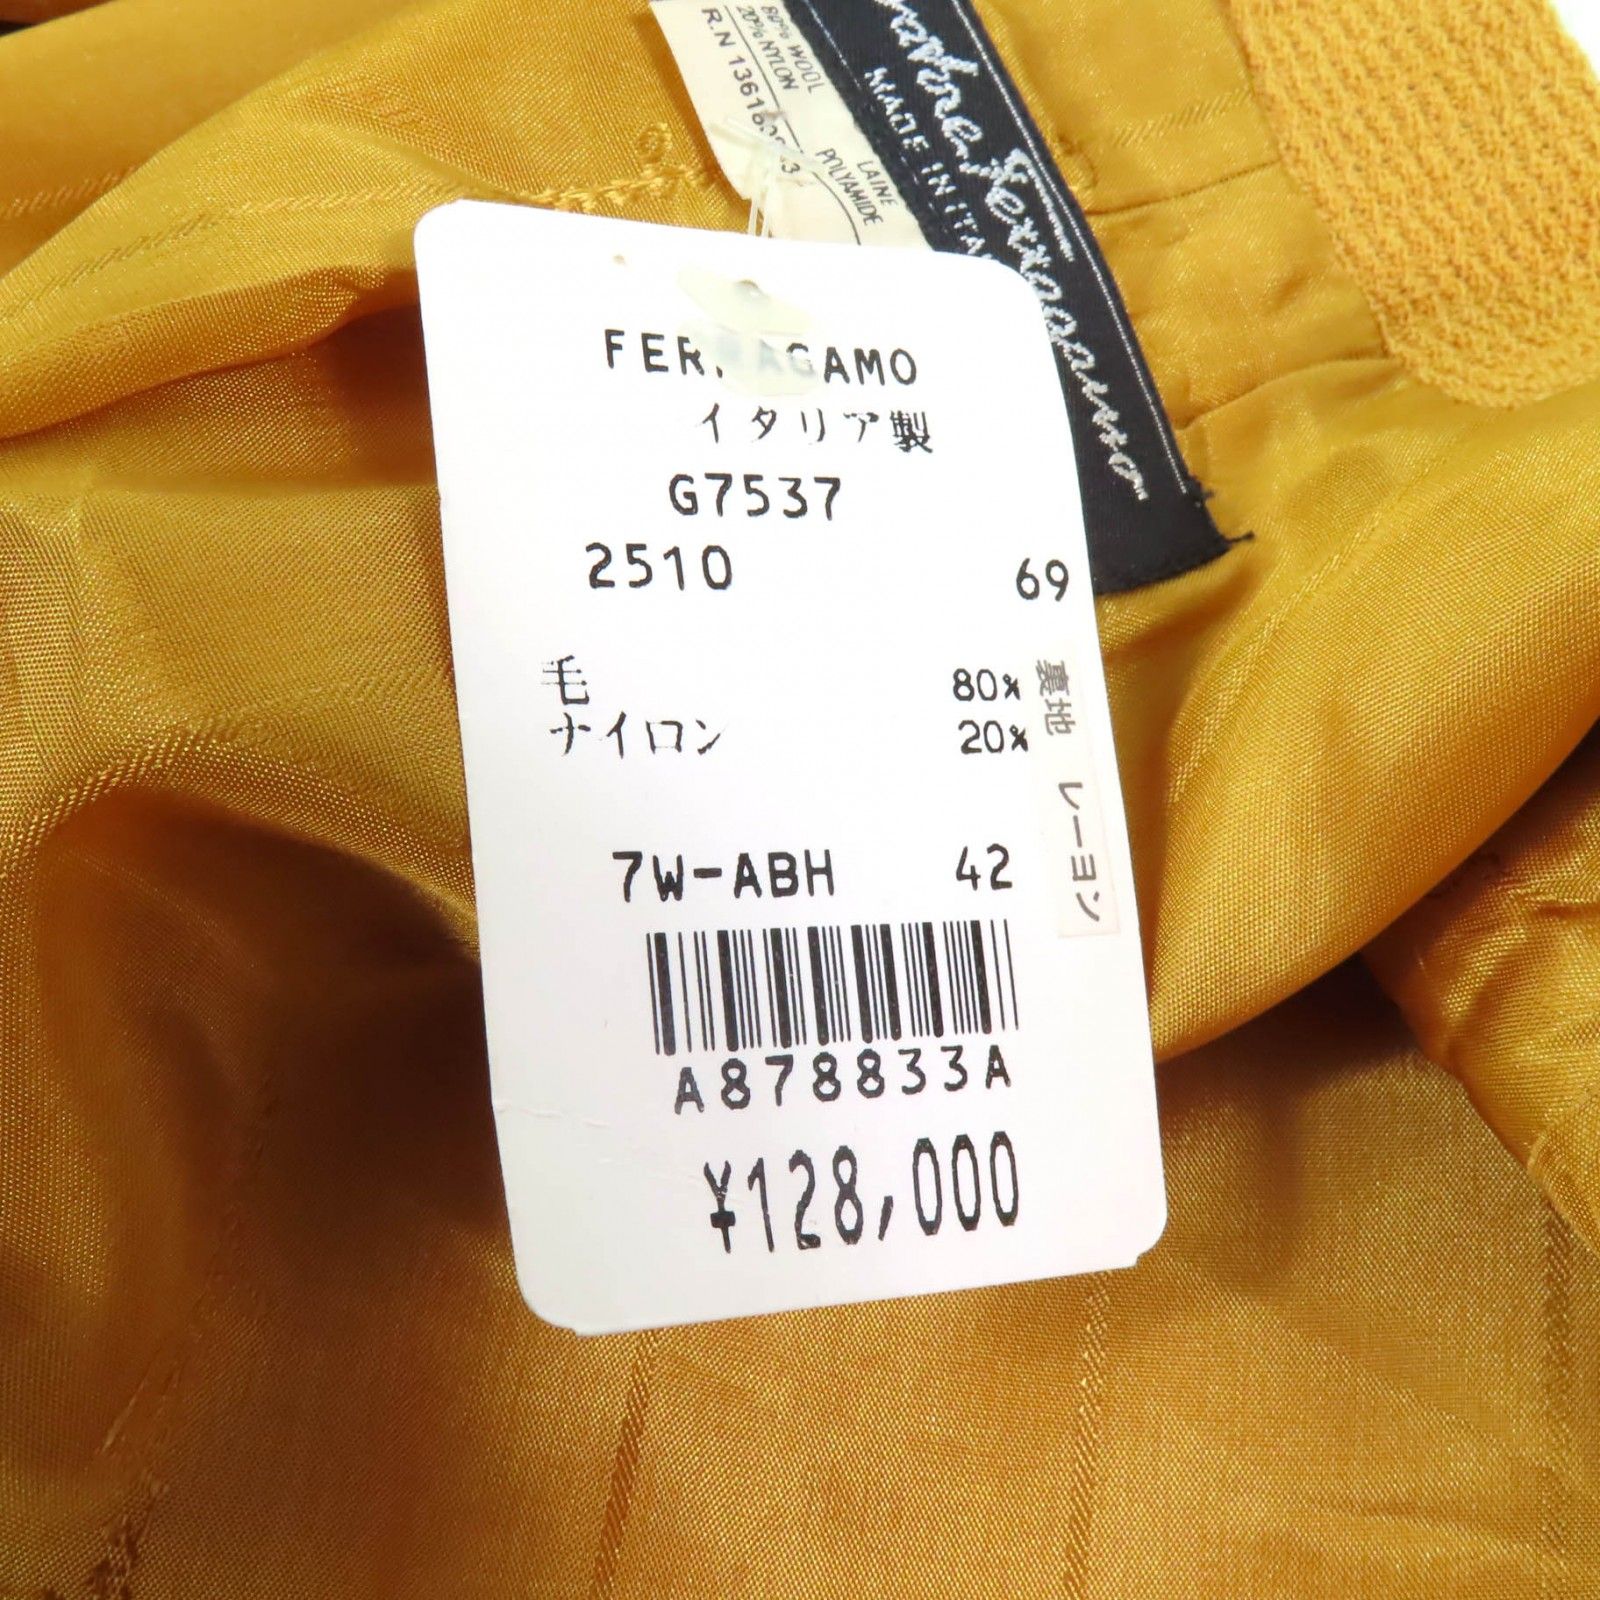 80% WOOL
20% NYLON
LAINE
POLYAMIDE
MADE IN
FERRAGAMO
イタリア製
G7537
2510 69
毛 80%
ナイロン 20%
裏地 レーヨン
7W-ABH 42
A878833A
¥128,000